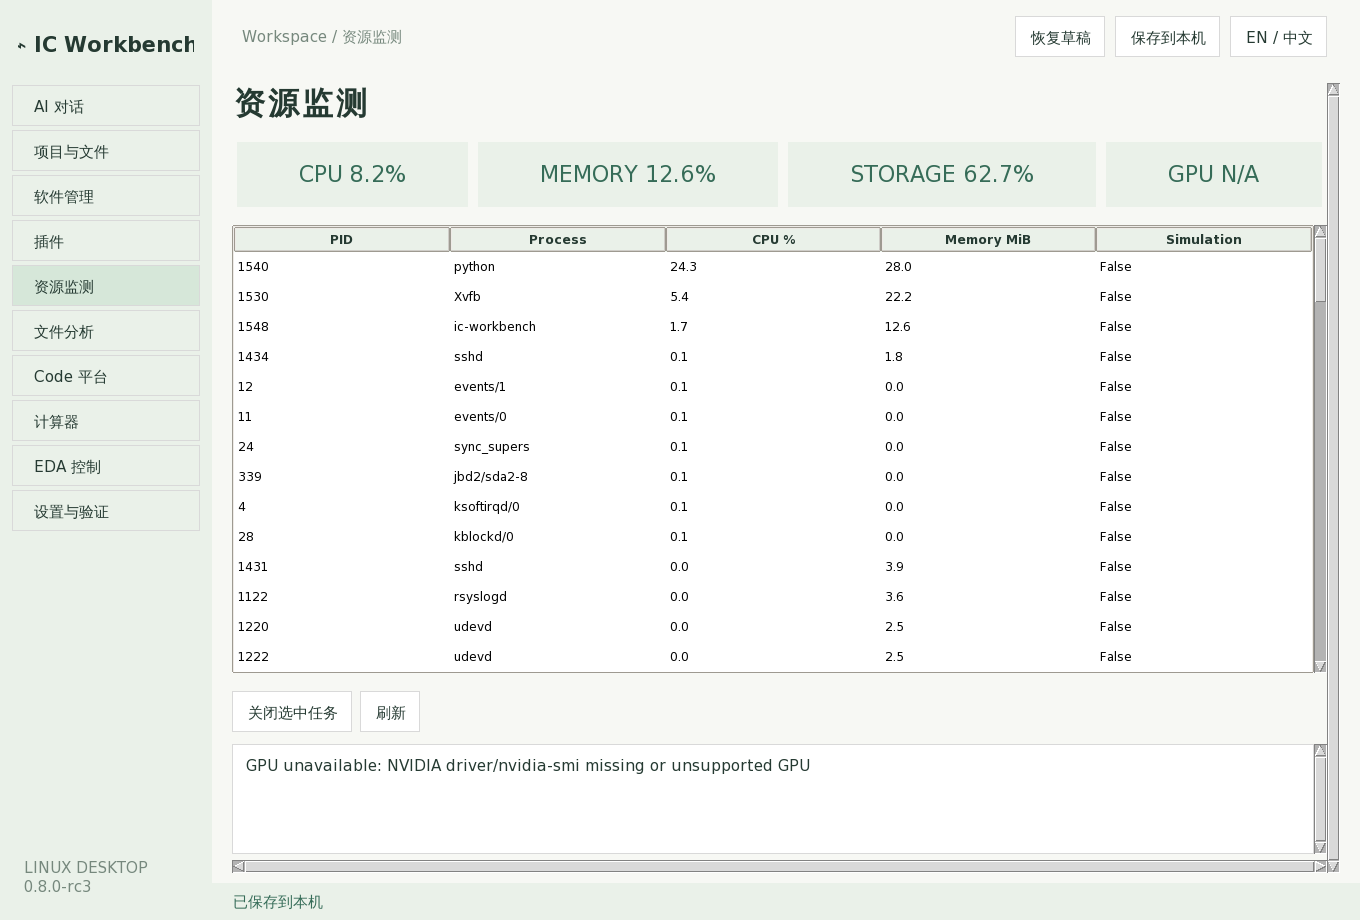 IC Workbench
Workspace / 资源监测
恢复草稿
保存到本机
EN / 中文
AI 对话
项目与文件
软件管理
插件
资源监测
文件分析
Code 平台
计算器
EDA 控制
设置与验证
LINUX DESKTOP
0.8.0-rc3
资源监测
CPU 8.2%
MEMORY 12.6%
STORAGE 62.7%
GPU N/A
PID Process CPU % Memory MiB Simulation
1540 python 24.3 28.0 False
1530 Xvfb 5.4 22.2 False
1548 ic-workbench 1.7 12.6 False
1434 sshd 0.1 1.8 False
12 events/1 0.1 0.0 False
11 events/0 0.1 0.0 False
24 sync_supers 0.1 0.0 False
339 jbd2/sda2-8 0.1 0.0 False
4 ksoftirqd/0 0.1 0.0 False
28 kblockd/0 0.1 0.0 False
1431 sshd 0.0 3.9 False
1122 rsyslogd 0.0 3.6 False
1220 udevd 0.0 2.5 False
1222 udevd 0.0 2.5 False
关闭选中任务
刷新
GPU unavailable: NVIDIA driver/nvidia-smi missing or unsupported GPU
已保存到本机